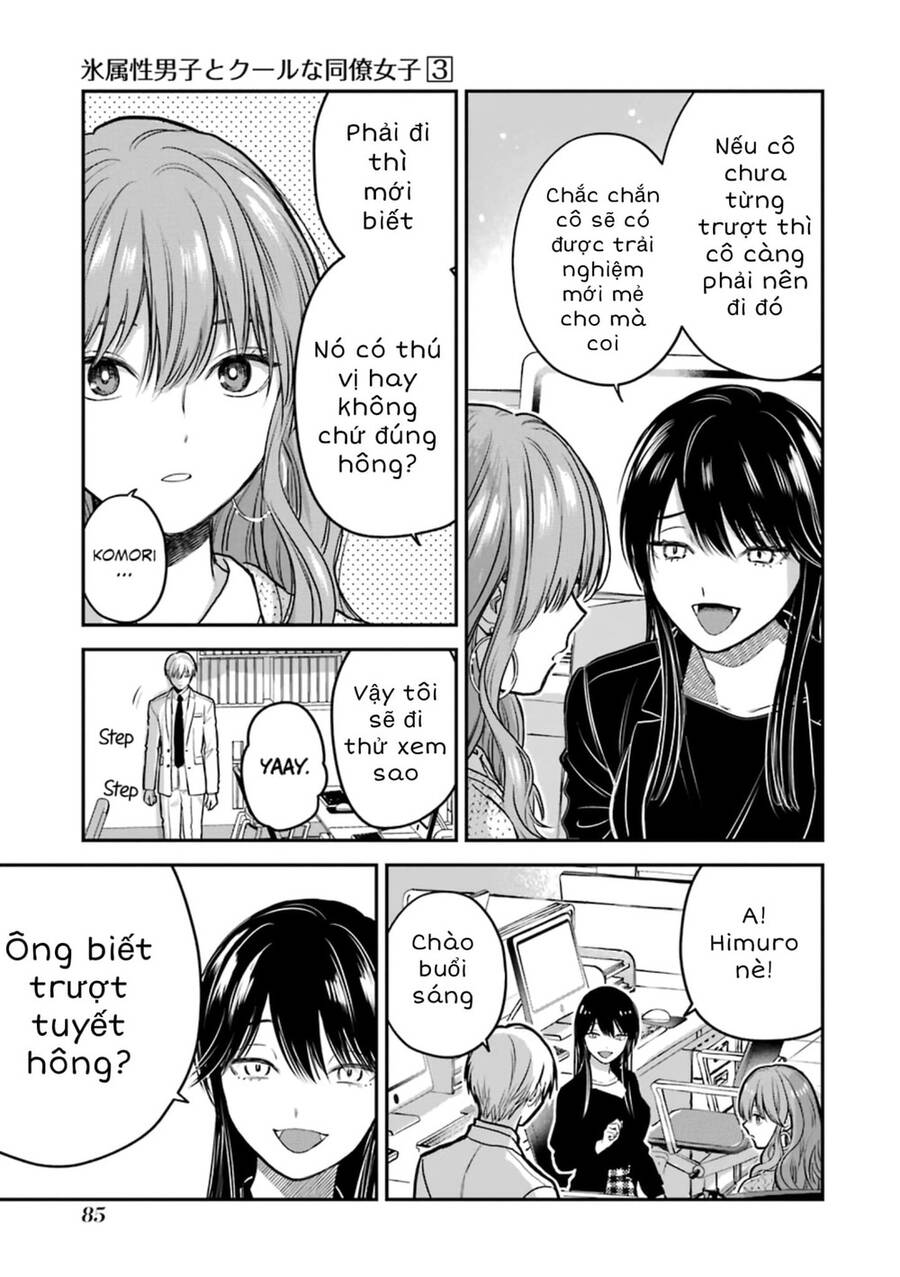 氷属性男子とクールな同僚女子3
Nếu cô
chưa
từng
trượt thì
cô càng
phải nên
đi đó
Chắc chắn
cô sẽ có
được trải
nghiệm
mới mẻ
cho mà
coi
Phải đi
thì
mới
biết
Nó có thú
vị hay
không
chứ đúng
hông?
KOMORI
...
Vậy tôi
sẽ đi
thử xem
sao
YAAY.
Step
Step
A!
Himuro
nè!
Chào
buổi
sáng
Ông biết
trượt
tuyết
hông?
85